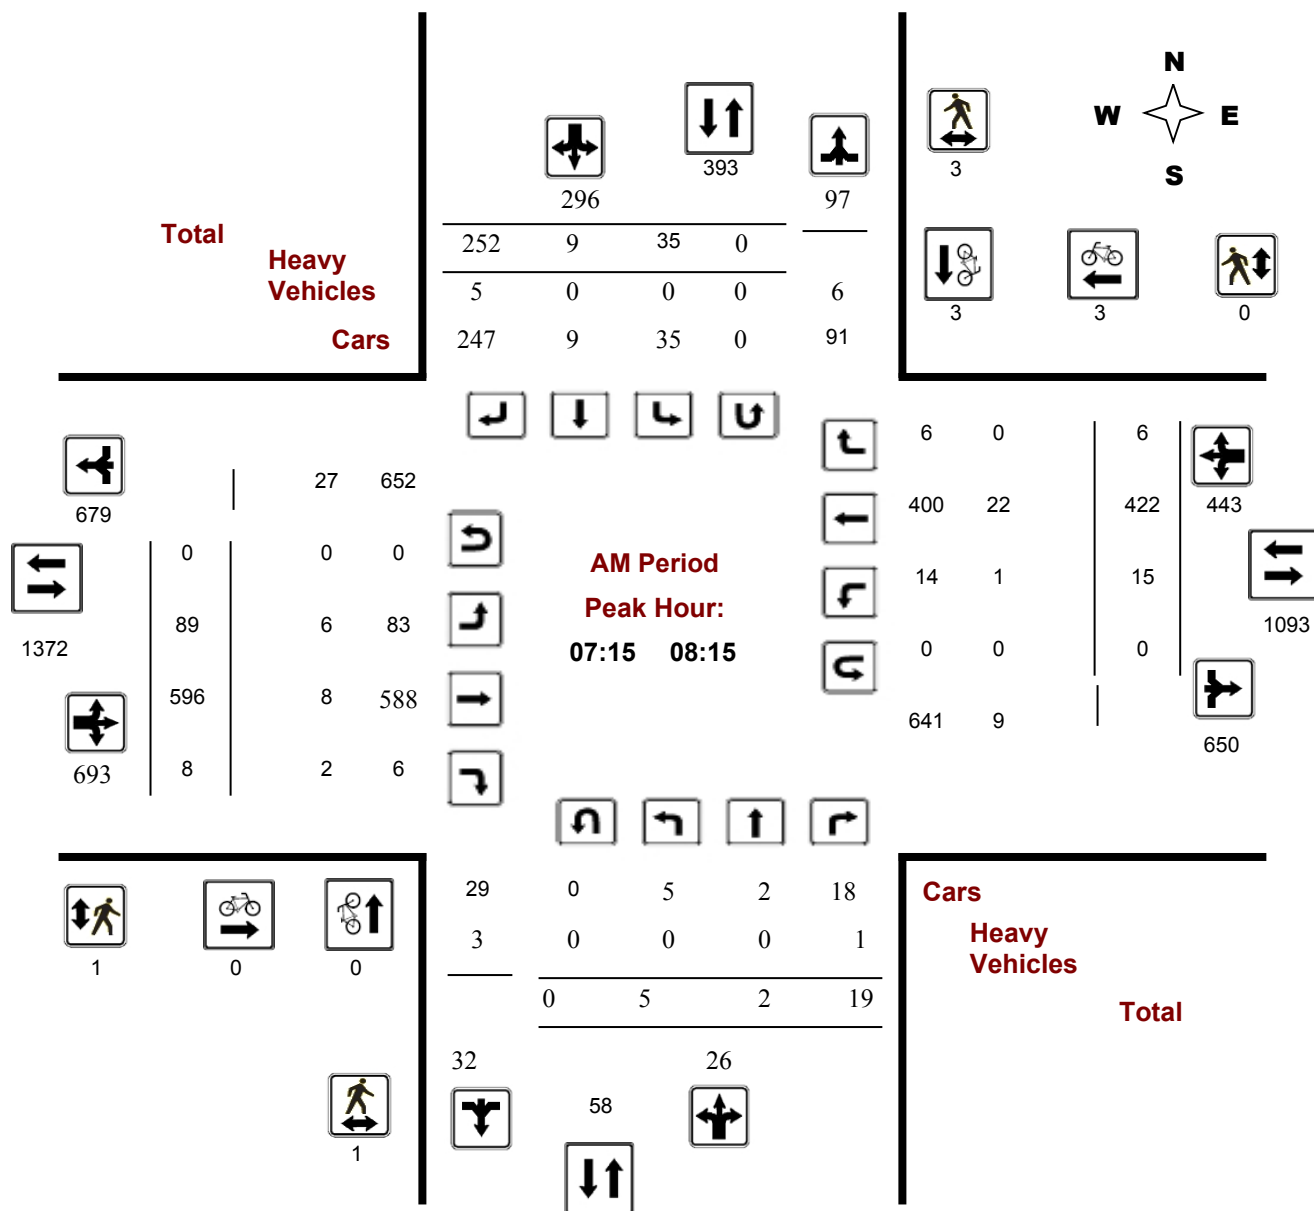 N
W E
S
393
3
296 97
Total
252 9 35 0
Heavy
Vehicles
5 0 0 0 6
3 3 0
Cars
247 9 35 0 91
6 0 6
27 652
679
400 22 422 443
0 0 0
AM Period
14 1 15
Peak Hour:
89 6 83
1093
1372
07:15 08:15
0 0 0
596 8 588
641 9
650
693 8 2 6
29 0 5 2 18
Cars
3 0 0 0 1
Heavy
Vehicles
1 0 0
0 5 2 19
Total
32 26
58
1